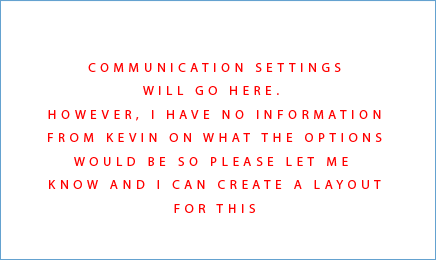 COMMUNICATION SETTINGS
WILL GO HERE.
HOWEVER, I HAVE NO INFORMATION
FROM KEVIN ON WHAT THE OPTIONS
WOULD BE SO PLEASE LET ME
KNOW AND I CAN CREATE A LAYOUT
FOR THIS